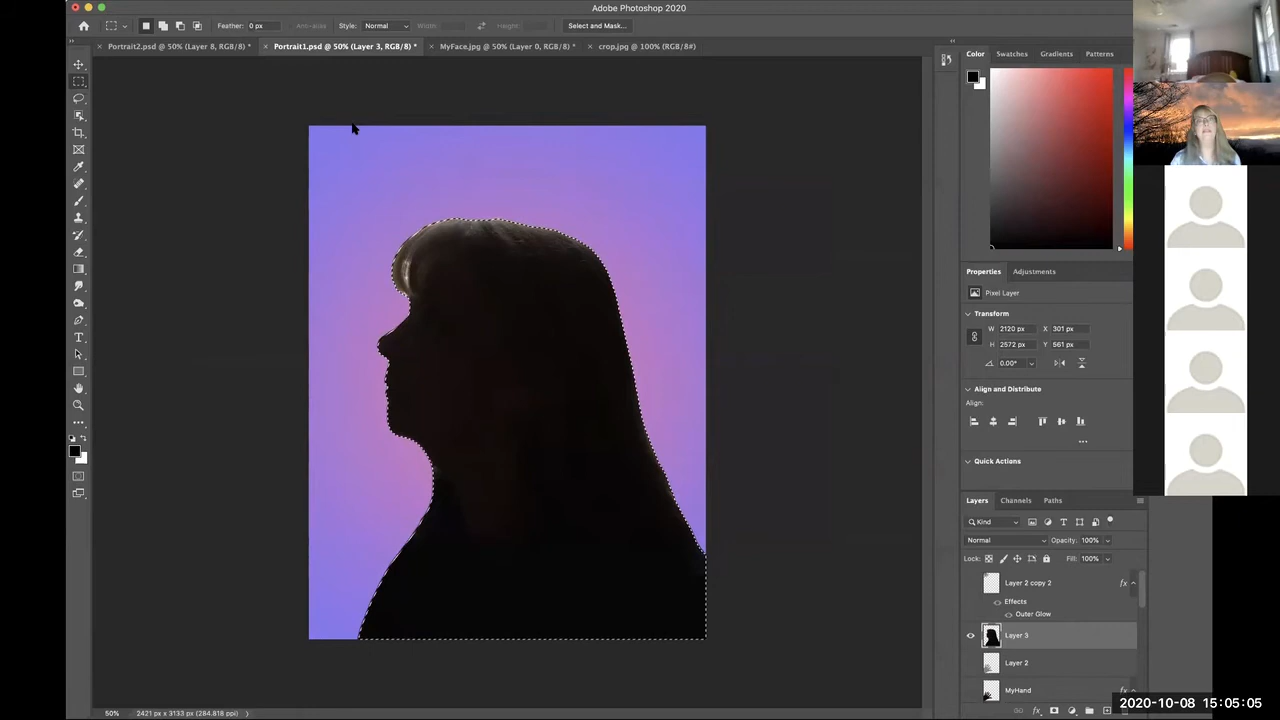 Adobe Photoshop 2020
Feather: 0 px Anti-alias Style: Normal Width: Height: Select and Mask...
Portrait2.psd @ 50% (Layer 8, RGB/8) * Portrait1.psd @ 50% (Layer 3, RGB/8) * MyFace.jpg @ 50% (Layer 0, RGB/8) * crop.jpg @ 100% (RGB/8#)
Color Swatches Gradients Patterns
Properties Adjustments
Pixel Layer
Transform
W 2120 px X 301 px
H 2572 px Y 561 px
0.00°
Align and Distribute
Align:
Quick Actions
Layers Channels Paths
Kind
Normal Opacity: 100%
Lock: Fill: 100%
Layer 2 copy 2 fx
Effects
Outer Glow
Layer 3
Layer 2
MyHand fx
fx
50% 2421 px x 3133 px (284.818 ppi)
2020-10-08 15:05:05